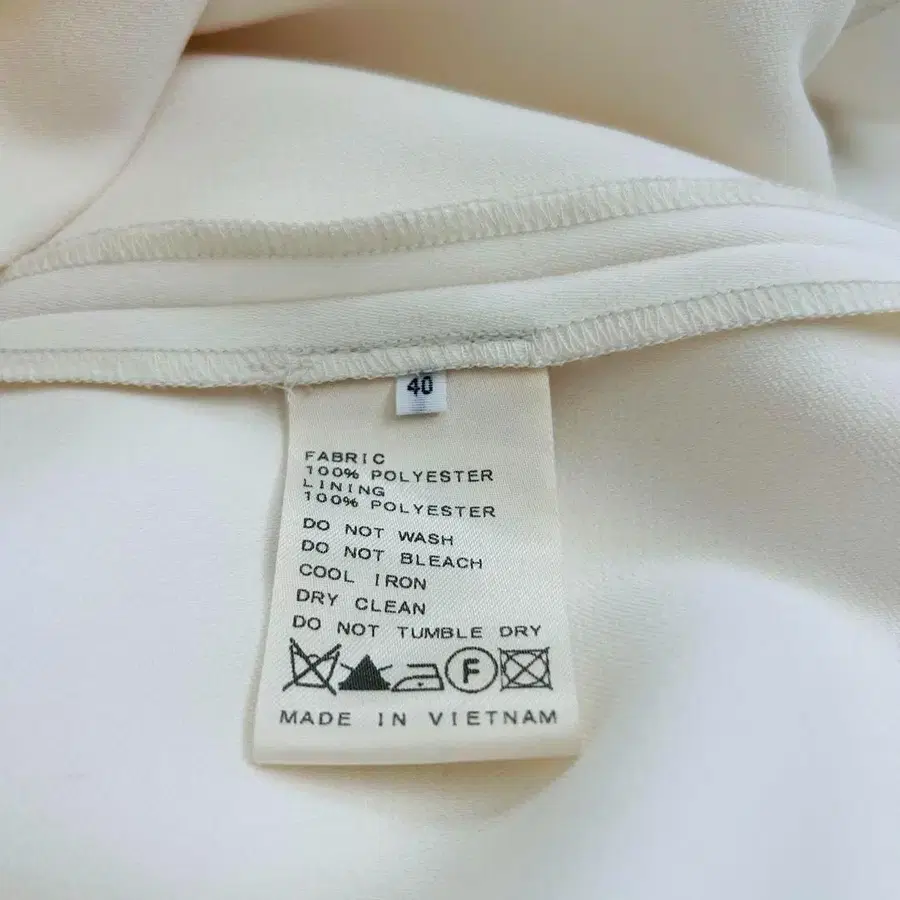 40
FABRIC
100% POLYESTER
LINING
100% POLYESTER
DO NOT WASH
DO NOT BLEACH
COOL IRON
DRY CLEAN
DO NOT TUMBLE DRY
F
MADE IN VIETNAM